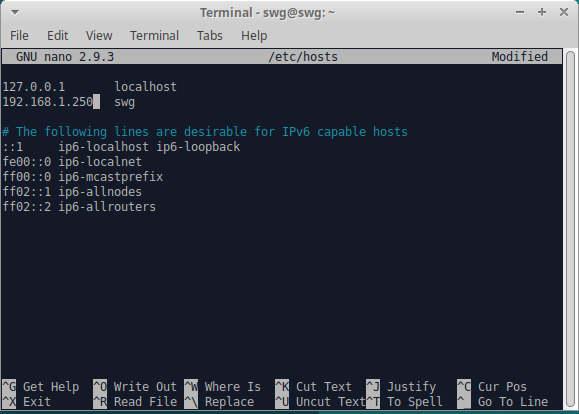 Terminal - swg@swg: ~
File Edit View Terminal Tabs Help
GNU nano 2.9.3 /etc/hosts Modified
127.0.0.1 localhost
192.168.1.250 swg
# The following lines are desirable for IPv6 capable hosts
::1 ip6-localhost ip6-loopback
fe00::0 ip6-localnet
ff00::0 ip6-mcastprefix
ff02::1 ip6-allnodes
ff02::2 ip6-allrouters
^G Get Help ^O Write Out ^W Where Is ^K Cut Text ^J Justify ^C Cur Pos
^X Exit ^R Read File ^\ Replace ^U Uncut Text ^T To Spell ^_ Go To Line